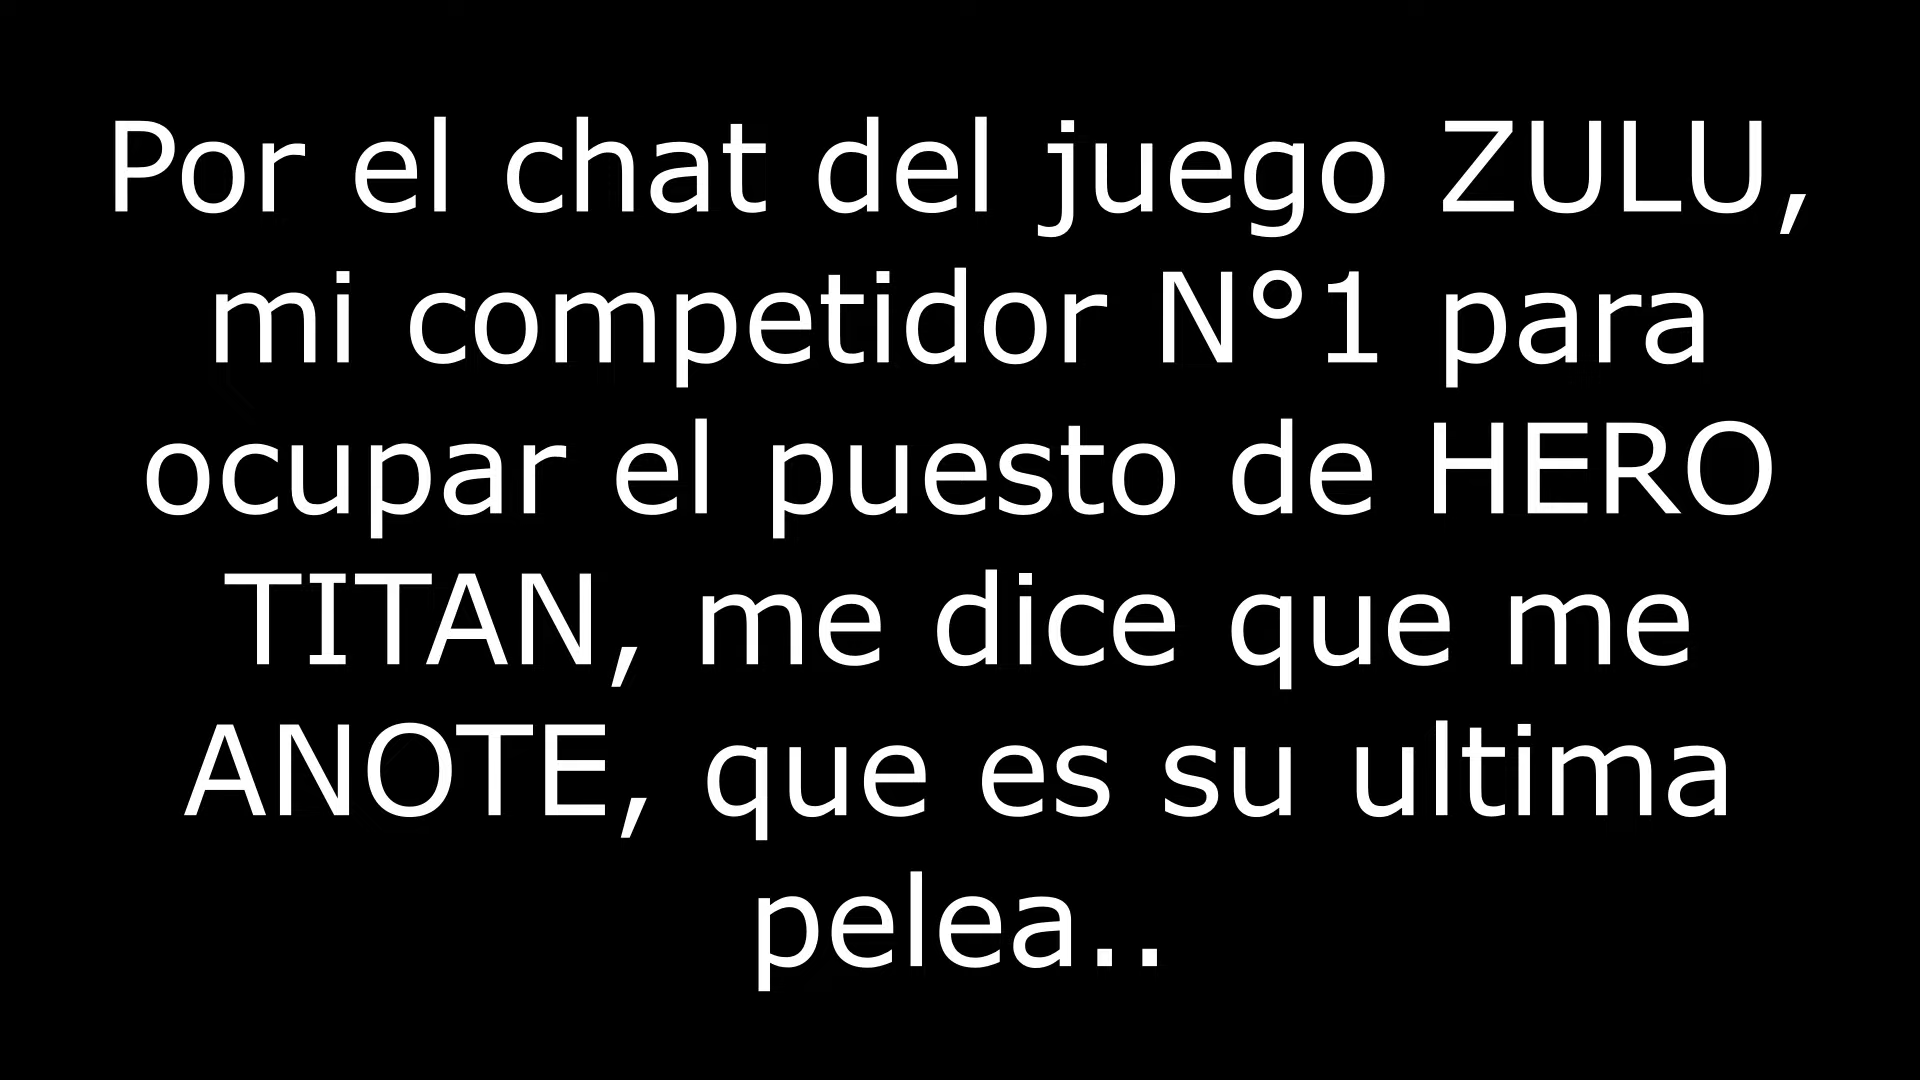 Por el chat del juego ZULU,
mi competidor N°1 para
ocupar el puesto de HERO
TITAN, me dice que me
ANOTE, que es su ultima
pelea..